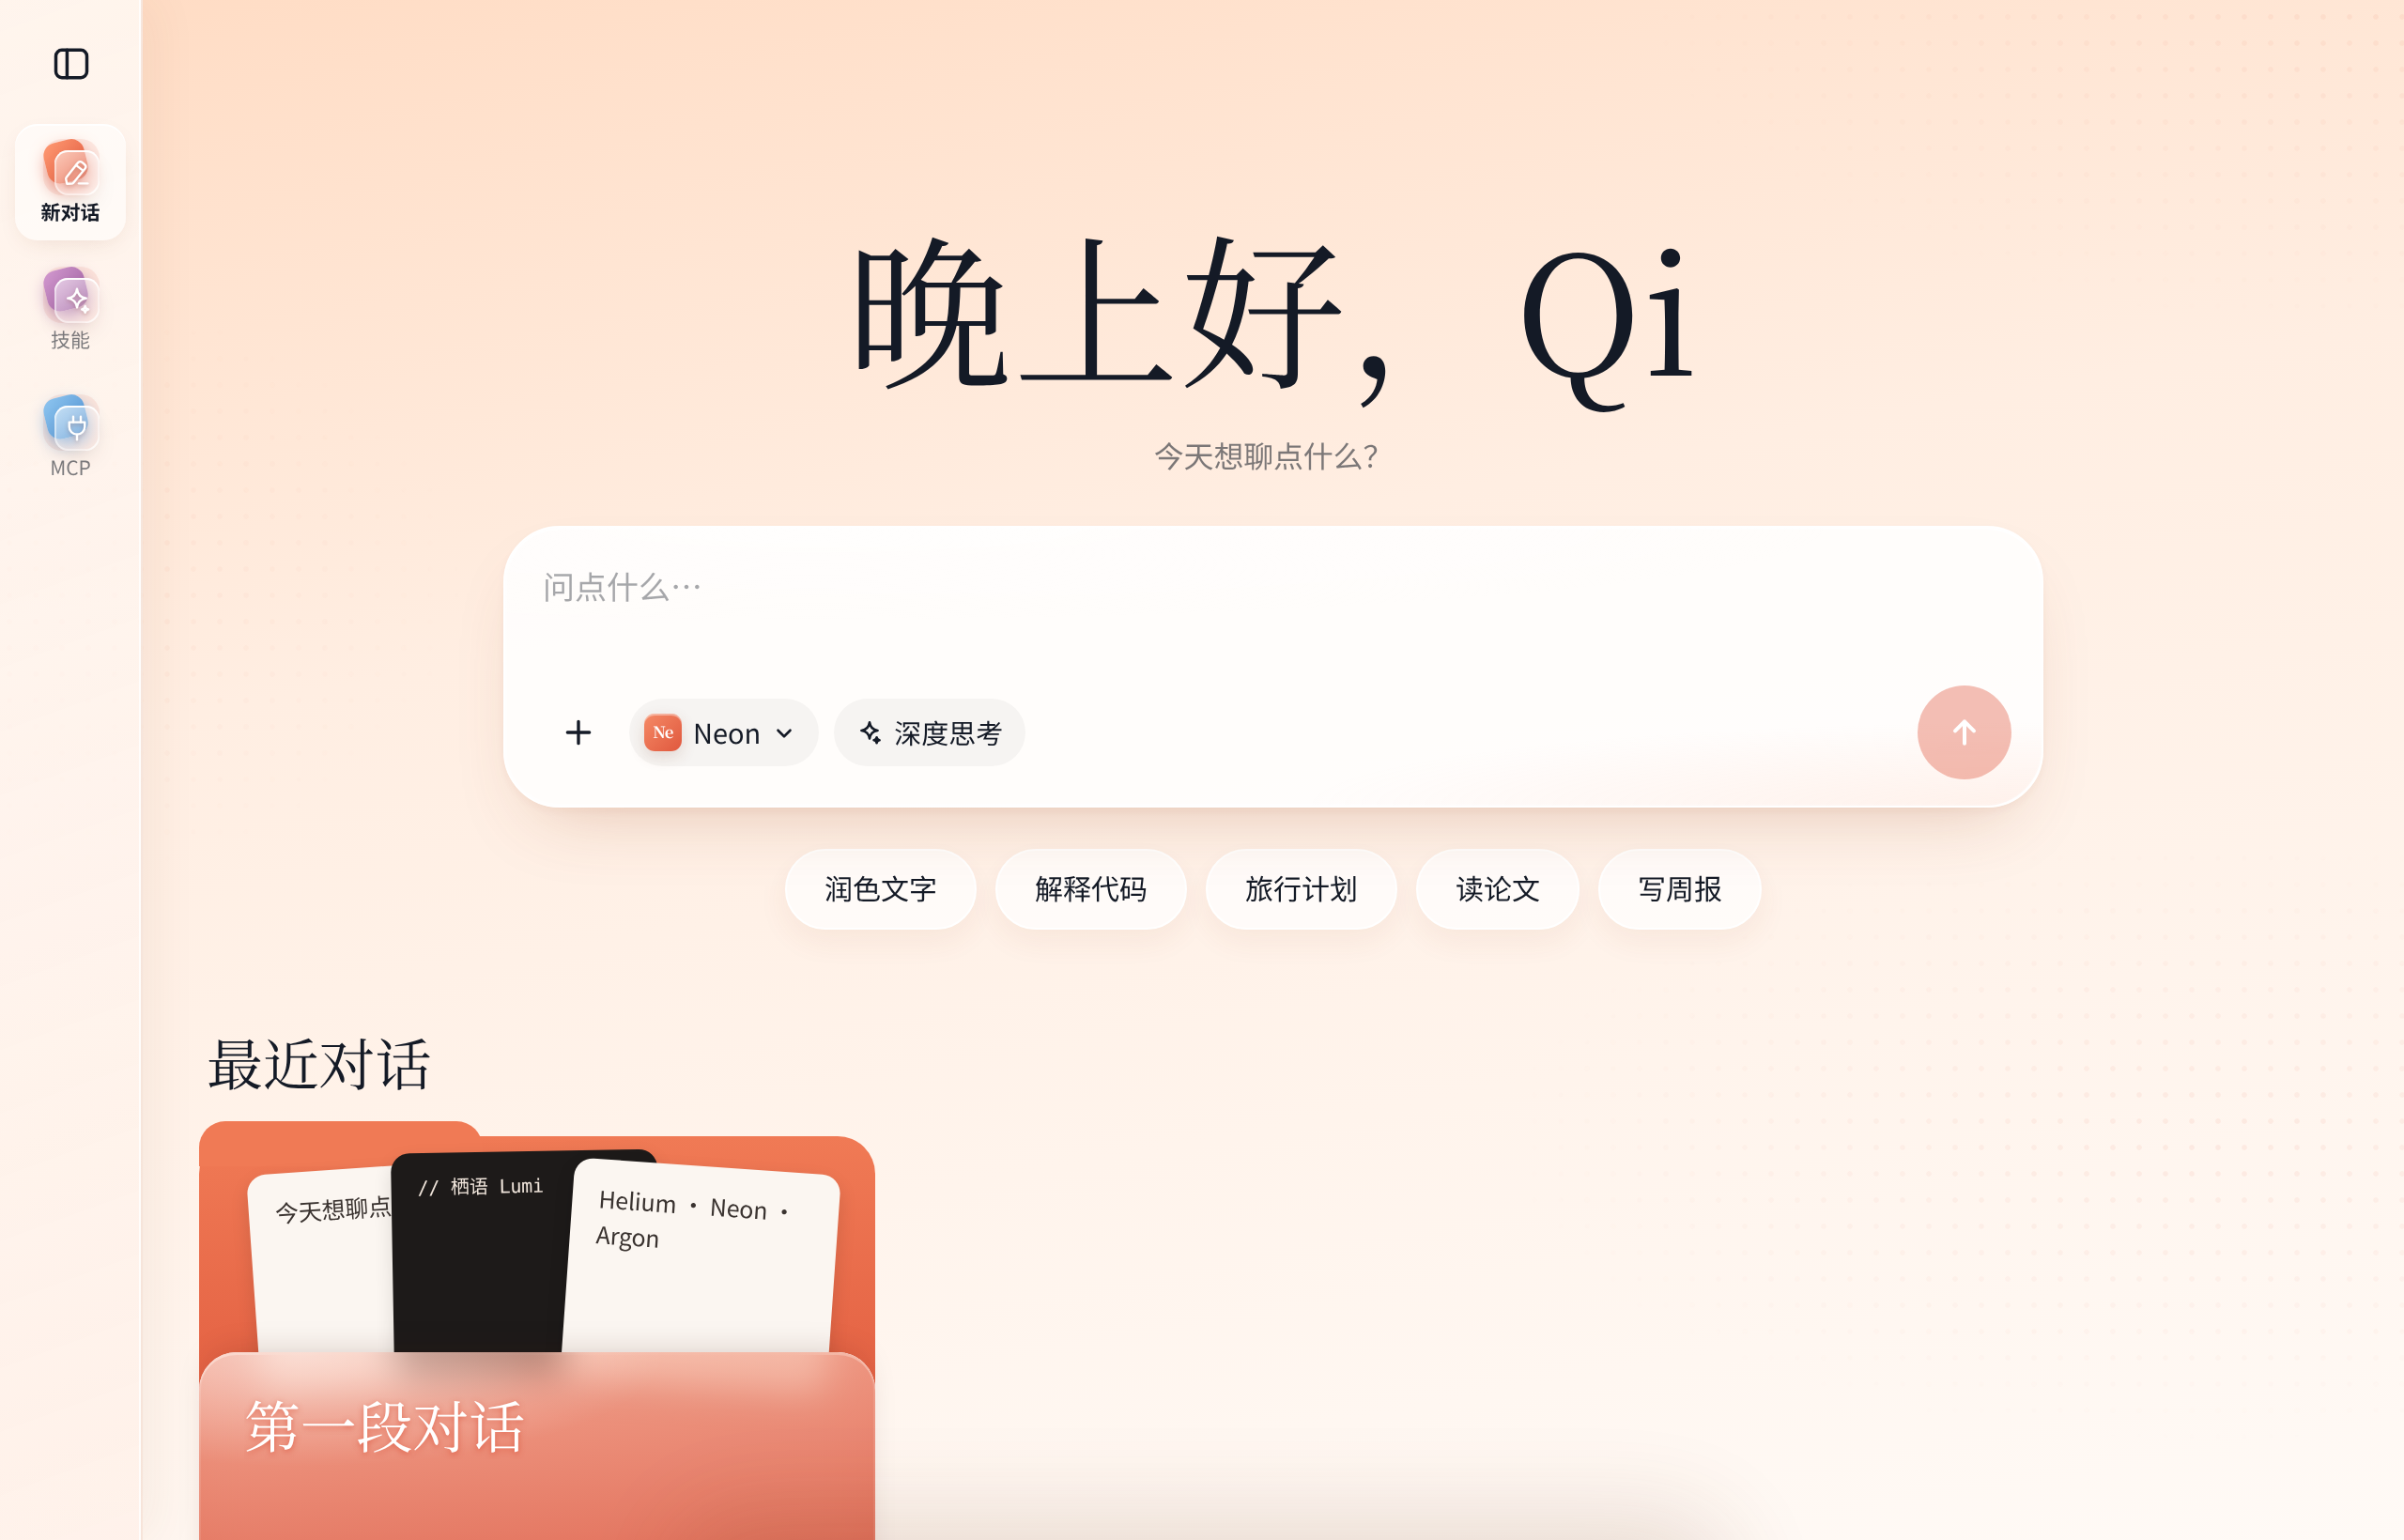 新对话
技能
MCP
晚上好， Qi
今天想聊点什么？
问点什么…
Ne Neon
深度思考
润色文字
解释代码
旅行计划
读论文
写周报
最近对话
今天想聊点
// 栖语 Lumi
Helium · Neon ·
Argon
第一段对话